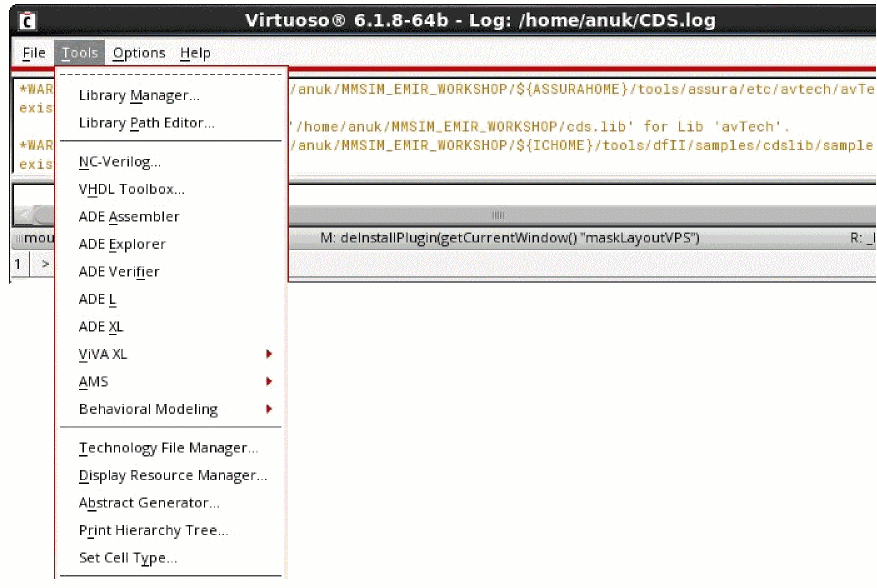 Virtuoso® 6.1.8-64b - Log: /home/anuk/CDS.log
File Tools Options Help
*WAR /anuk/MMSIM_EMIR_WORKSHOP/${ASSURAHOME}/tools/assura/etc/avtech/avTe
exis
'/home/anuk/MMSIM_EMIR_WORKSHOP/cds.lib' for Lib 'avTech'.
*WAR /anuk/MMSIM_EMIR_WORKSHOP/${ICHOME}/tools/dfII/samples/cdslib/sample
exis
mou M: deInstallPlugin(getCurrentWindow() "maskLayoutVPS") R: _l
1 >
Library Manager...
Library Path Editor...
NC-Verilog...
VHDL Toolbox...
ADE Assembler
ADE Explorer
ADE Verifier
ADE L
ADE XL
ViVA XL
AMS
Behavioral Modeling
Technology File Manager...
Display Resource Manager...
Abstract Generator...
Print Hierarchy Tree...
Set Cell Type...